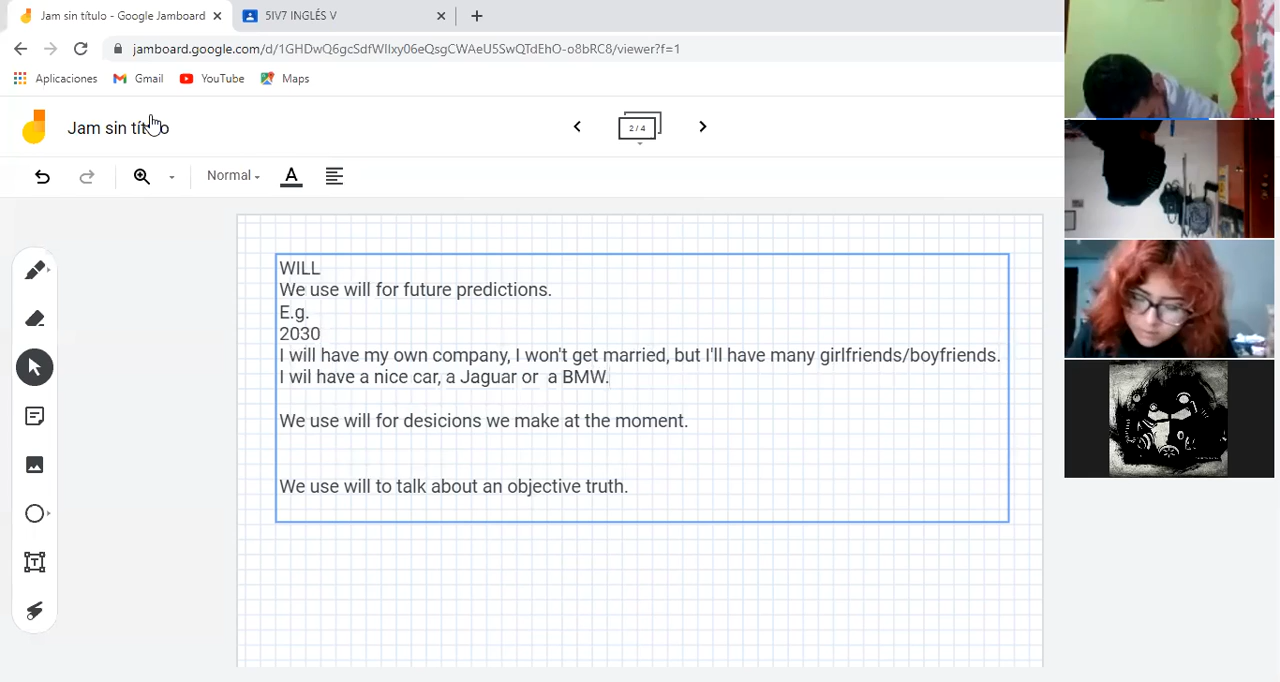 Jam sin título - Google Jamboard
5IV7 INGLÉS V
jamboard.google.com/d/1GHDwQ6gcSdfWIlxy06eQsgCWAeU5SwQTdEhO-o8bRC8/viewer?f=1
Aplicaciones
Gmail
YouTube
Maps
Jam sin título
2 / 4
Normal
A
WILL
We use will for future predictions.
E.g.
2030
I will have my own company, I won't get married, but I'll have many girlfriends/boyfriends.
I wil have a nice car, a Jaguar or  a BMW.
We use will for desicions we make at the moment.
We use will to talk about an objective truth.